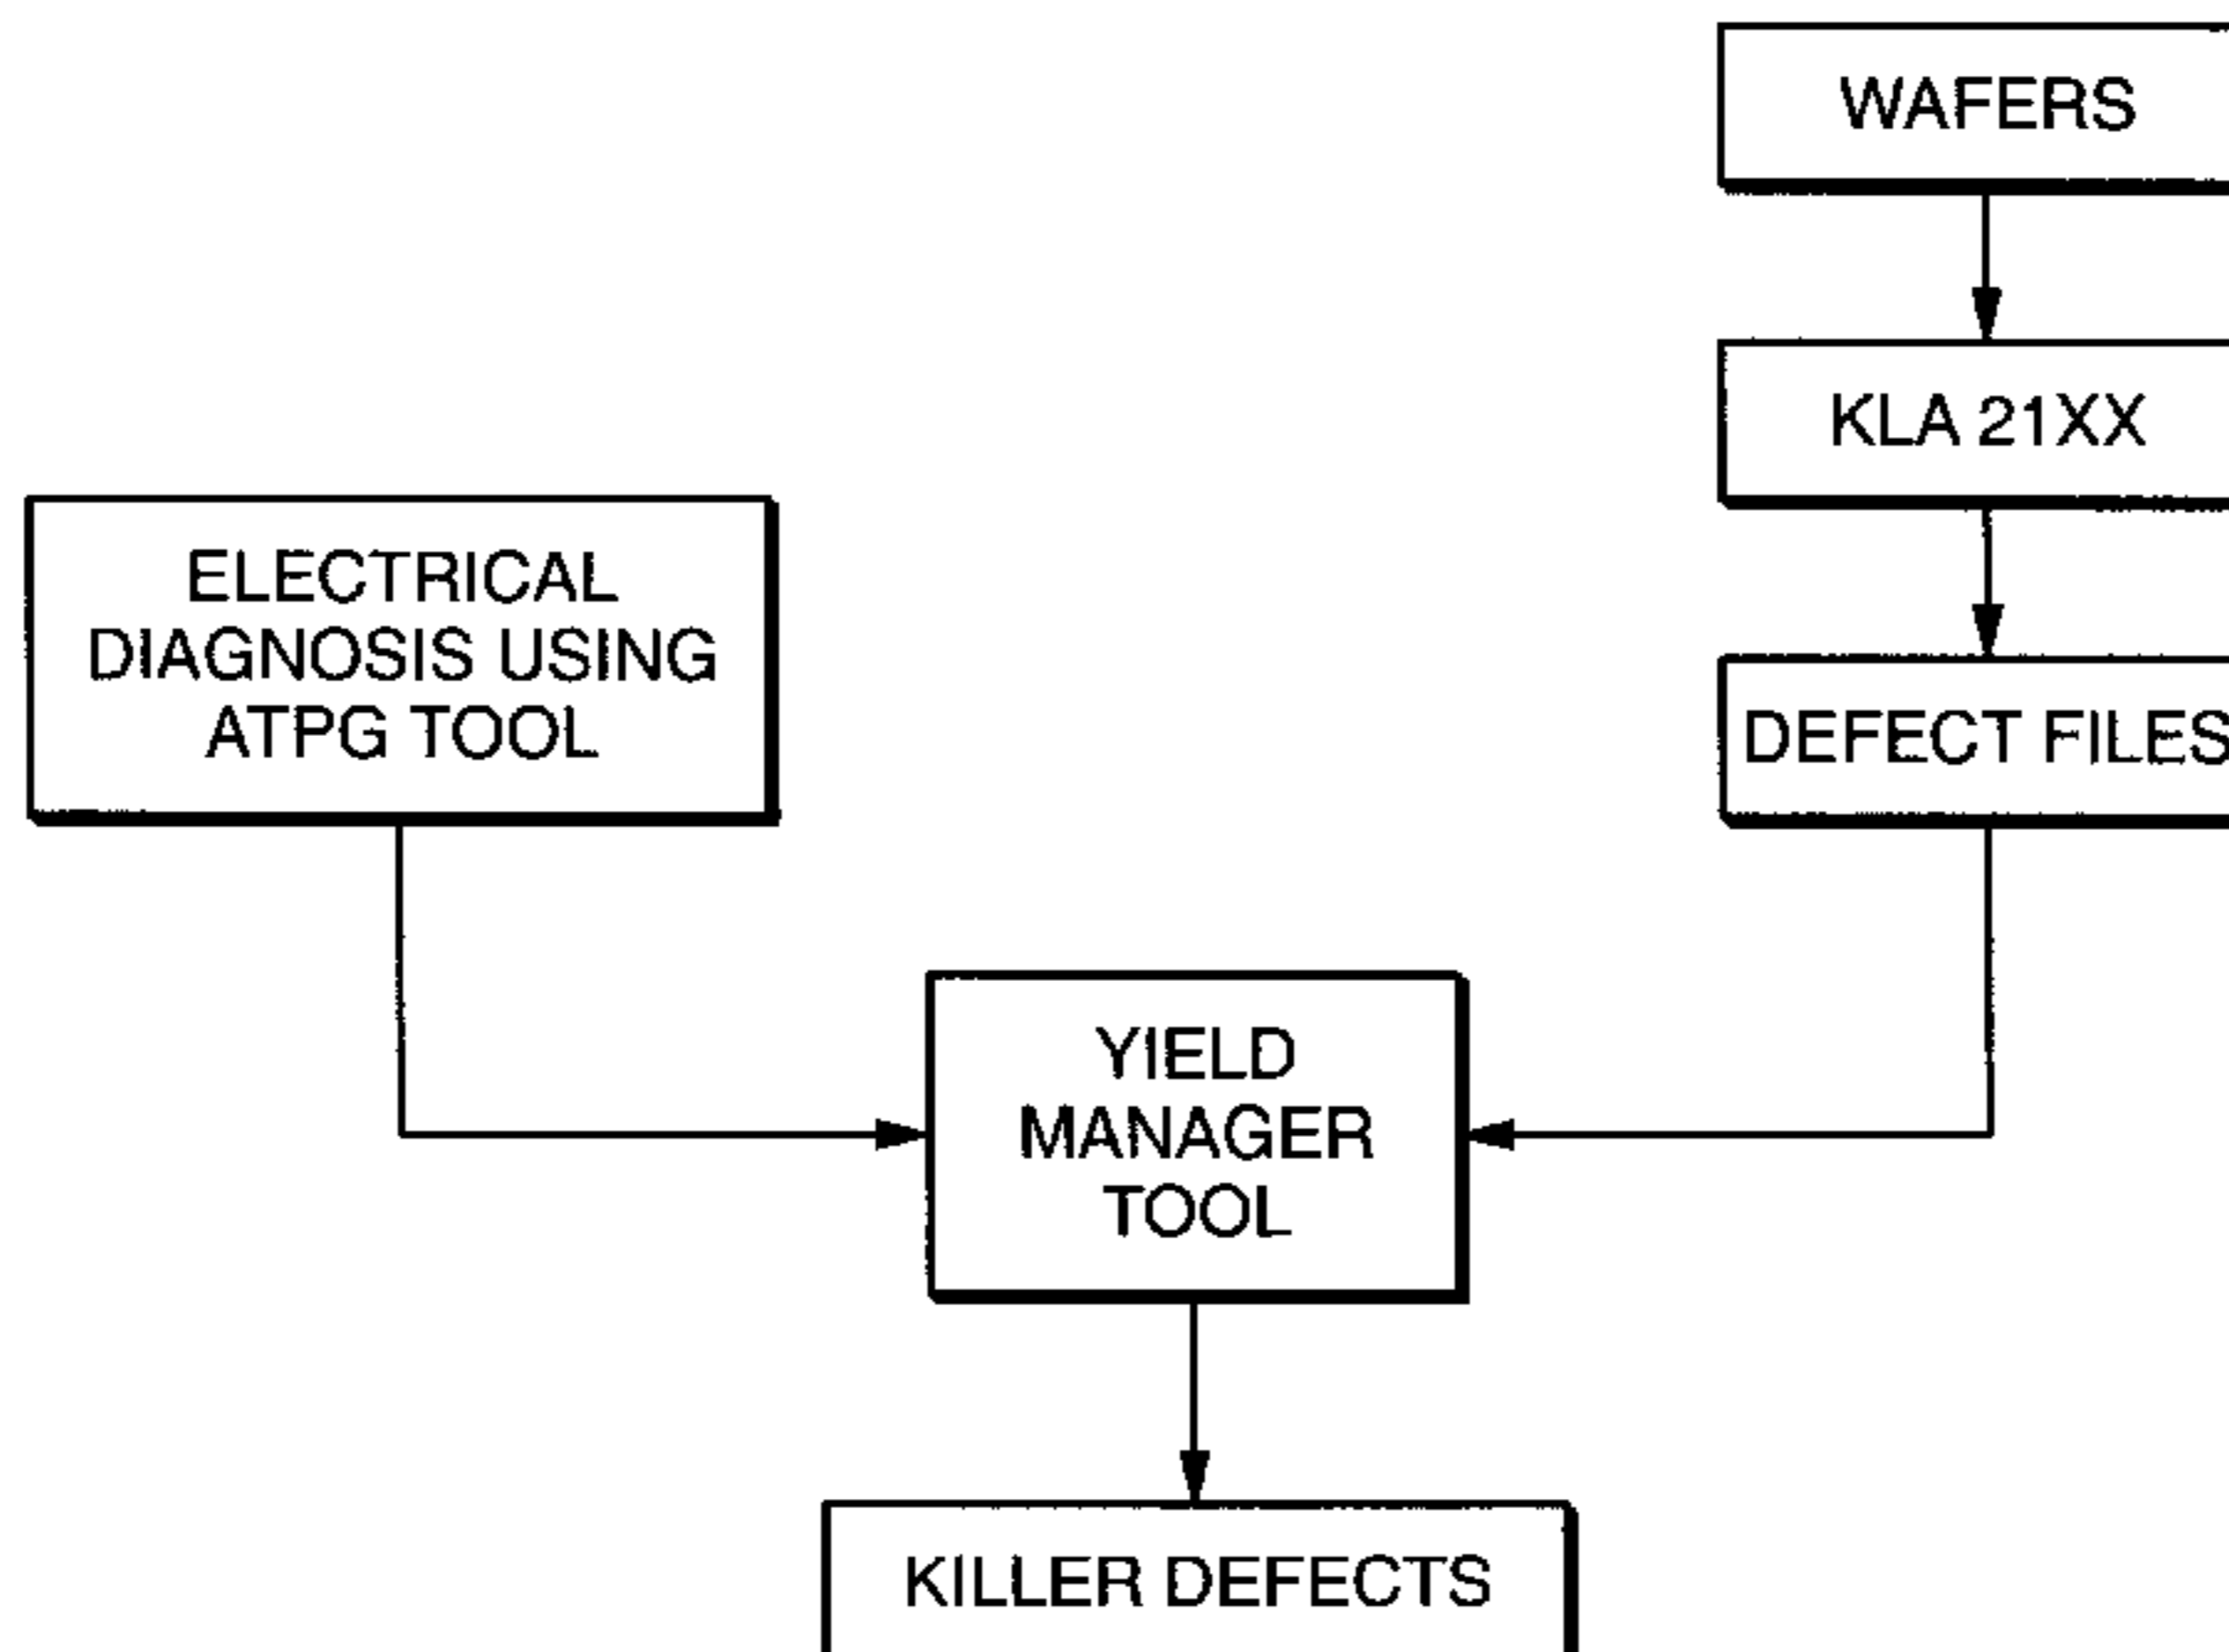 WAFERS
KLA 21XX
ELECTRICAL
DIAGNOSIS USING
ATPG TOOL
DEFECT FILES
YIELD
MANAGER
TOOL
KILLER DEFECTS